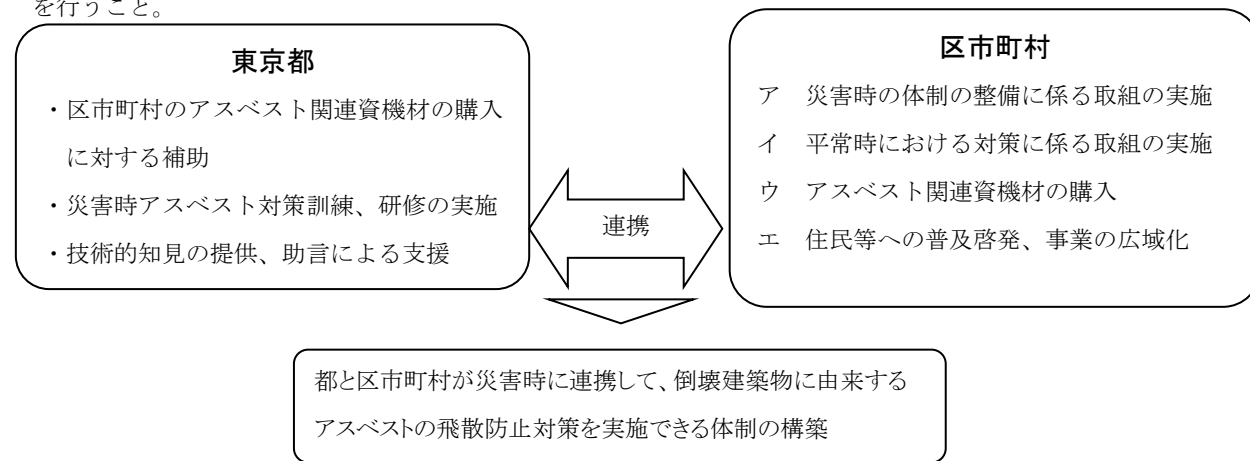 を行うこと。
東京都
・区市町村のアスベスト関連資機材の購入
に対する補助
・災害時アスベスト対策訓練、研修の実施
・技術的知見の提供、助言による支援
連携
区市町村
ア　災害時の体制の整備に係る取組の実施
イ　平常時における対策に係る取組の実施
ウ　アスベスト関連資機材の購入
エ　住民等への普及啓発、事業の広域化
都と区市町村が災害時に連携して、倒壊建築物に由来する
アスベストの飛散防止対策を実施できる体制の構築